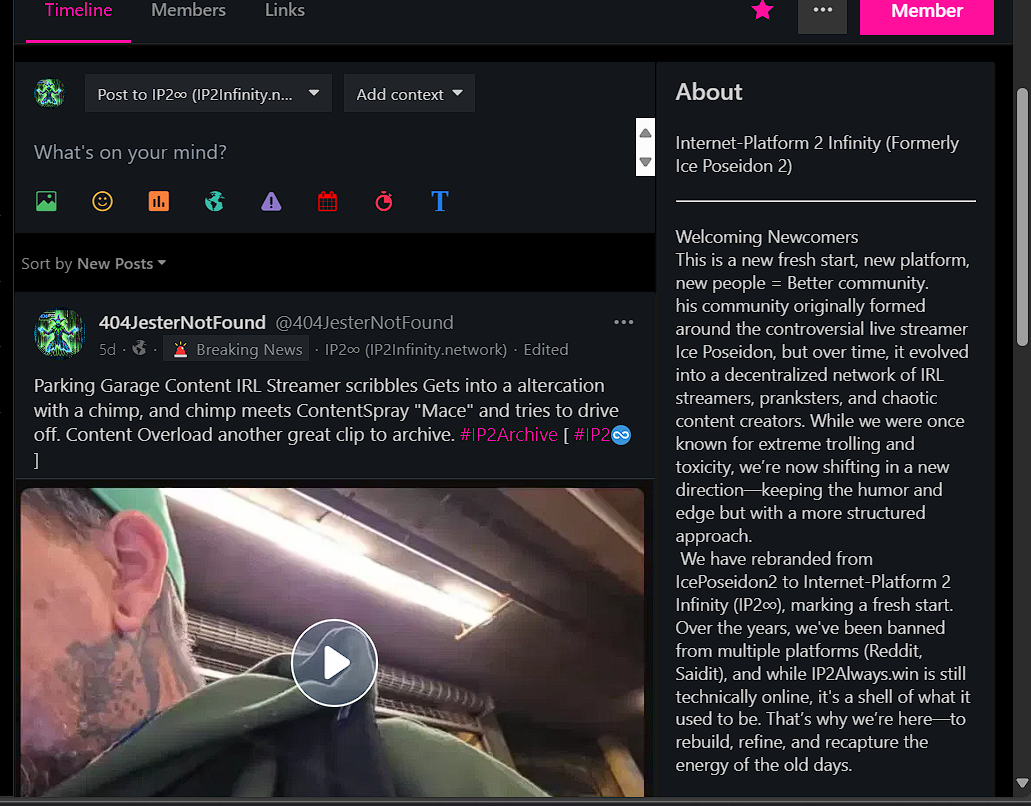 Timeline Members Links
Member
Post to IP2∞ (IP2Infinity.n...
Add context
What's on your mind?
T
Sort by New Posts
404JesterNotFound @404JesterNotFound
5d · Breaking News · IP2∞ (IP2Infinity.network) · Edited
Parking Garage Content IRL Streamer scribbles Gets into a altercation
with a chimp, and chimp meets ContentSpray "Mace" and tries to drive
off. Content Overload another great clip to archive. #IP2Archive [ #IP2♾
]
About
Internet-Platform 2 Infinity (Formerly
Ice Poseidon 2)
Welcoming Newcomers
This is a new fresh start, new platform,
new people = Better community.
his community originally formed
around the controversial live streamer
Ice Poseidon, but over time, it evolved
into a decentralized network of IRL
streamers, pranksters, and chaotic
content creators. While we were once
known for extreme trolling and
toxicity, we’re now shifting in a new
direction—keeping the humor and
edge but with a more structured
approach.
We have rebranded from
IcePoseidon2 to Internet-Platform 2
Infinity (IP2∞), marking a fresh start.
Over the years, we've been banned
from multiple platforms (Reddit,
Saidit), and while IP2Always.win is still
technically online, it's a shell of what it
used to be. That’s why we’re here—to
rebuild, refine, and recapture the
energy of the old days.